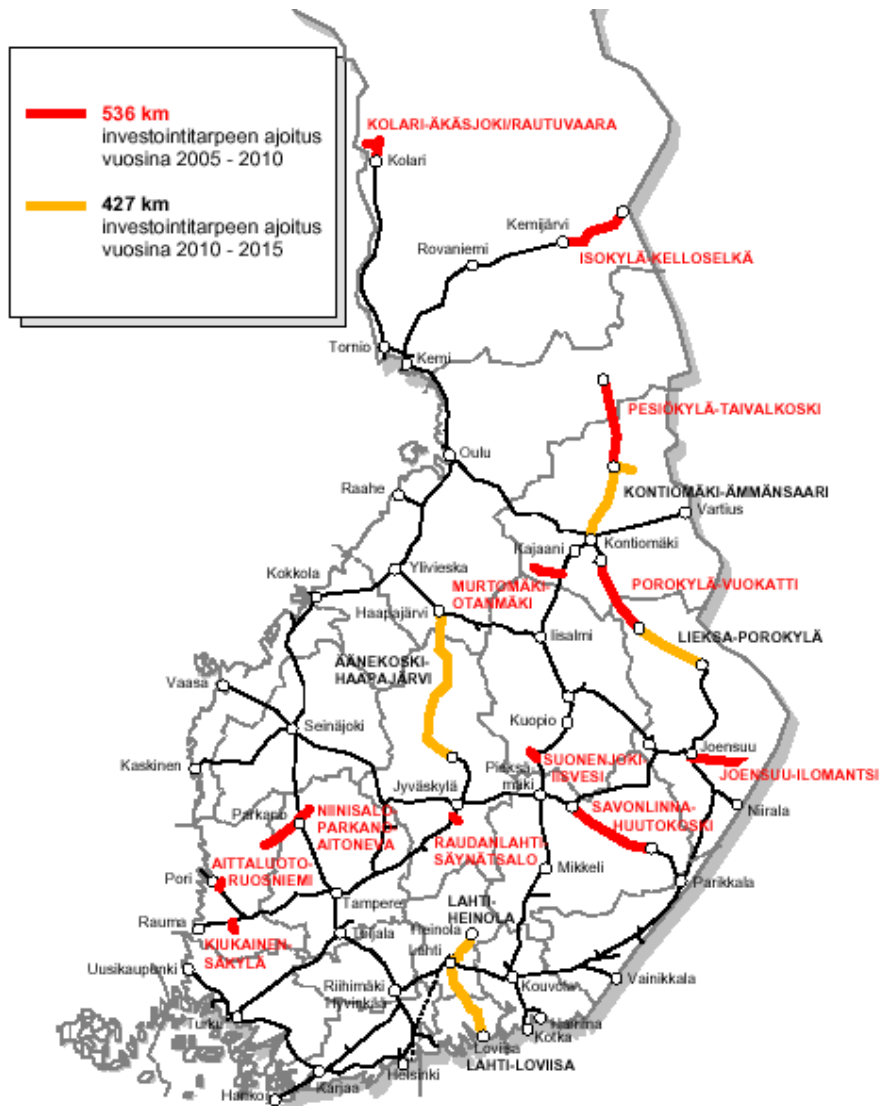 536 km
investointitarpeen ajoitus
vuosina 2005 - 2010
427 km
investointitarpeen ajoitus
vuosina 2010 - 2015
KOLARI-ÄKÄSJOKI/RAUTUVAARA
Kolari
Kemijärvi
Rovaniemi
ISOKYLÄ-KELLOSELKÄ
Tornio
Kemi
PESIÖKYLÄ-TAIVALKOSKI
Oulu
KONTIOMÄKI-ÄMMÄNSAARI
Raahe
Vartius
Kajaani
Kontiomäki
Ylivieska
MURTOMÄKI-
OTANMÄKI
POROKYLÄ-VUOKATTI
Kokkola
Haapajärvi
Iisalmi
LIEKSA-POROKYLÄ
ÄÄNEKOSKI-
HAAPAJÄRVI
Vaasa
Seinäjoki
Kuopio
Kaskinen
Jyväskylä
Pieksä-
mäki
SUONENJOKI-
IISVESI
Joensuu
JOENSUU-ILOMANTSI
Parkano
NIINISALO-
PARKANO-
AITONEVA
SAVONLINNA-
HUUTOKOSKI
Niirala
RAUDANLAHTI-
SÄYNÄTSALO
AITTALUOTO-
RUOSNIEMI
Pori
Mikkeli
Parikkala
Tampere
LAHTI-
HEINOLA
Rauma
KIUKAINEN-
SÄKYLÄ
Toijala
Heinola
Lahti
Uusikaupunki
Riihimäki
Hyvinkää
Kouvola
Vainikkala
Turku
Hamina
Kotka
Loviisa
LAHTI-LOVIISA
Helsinki
Karjaa
Hanko